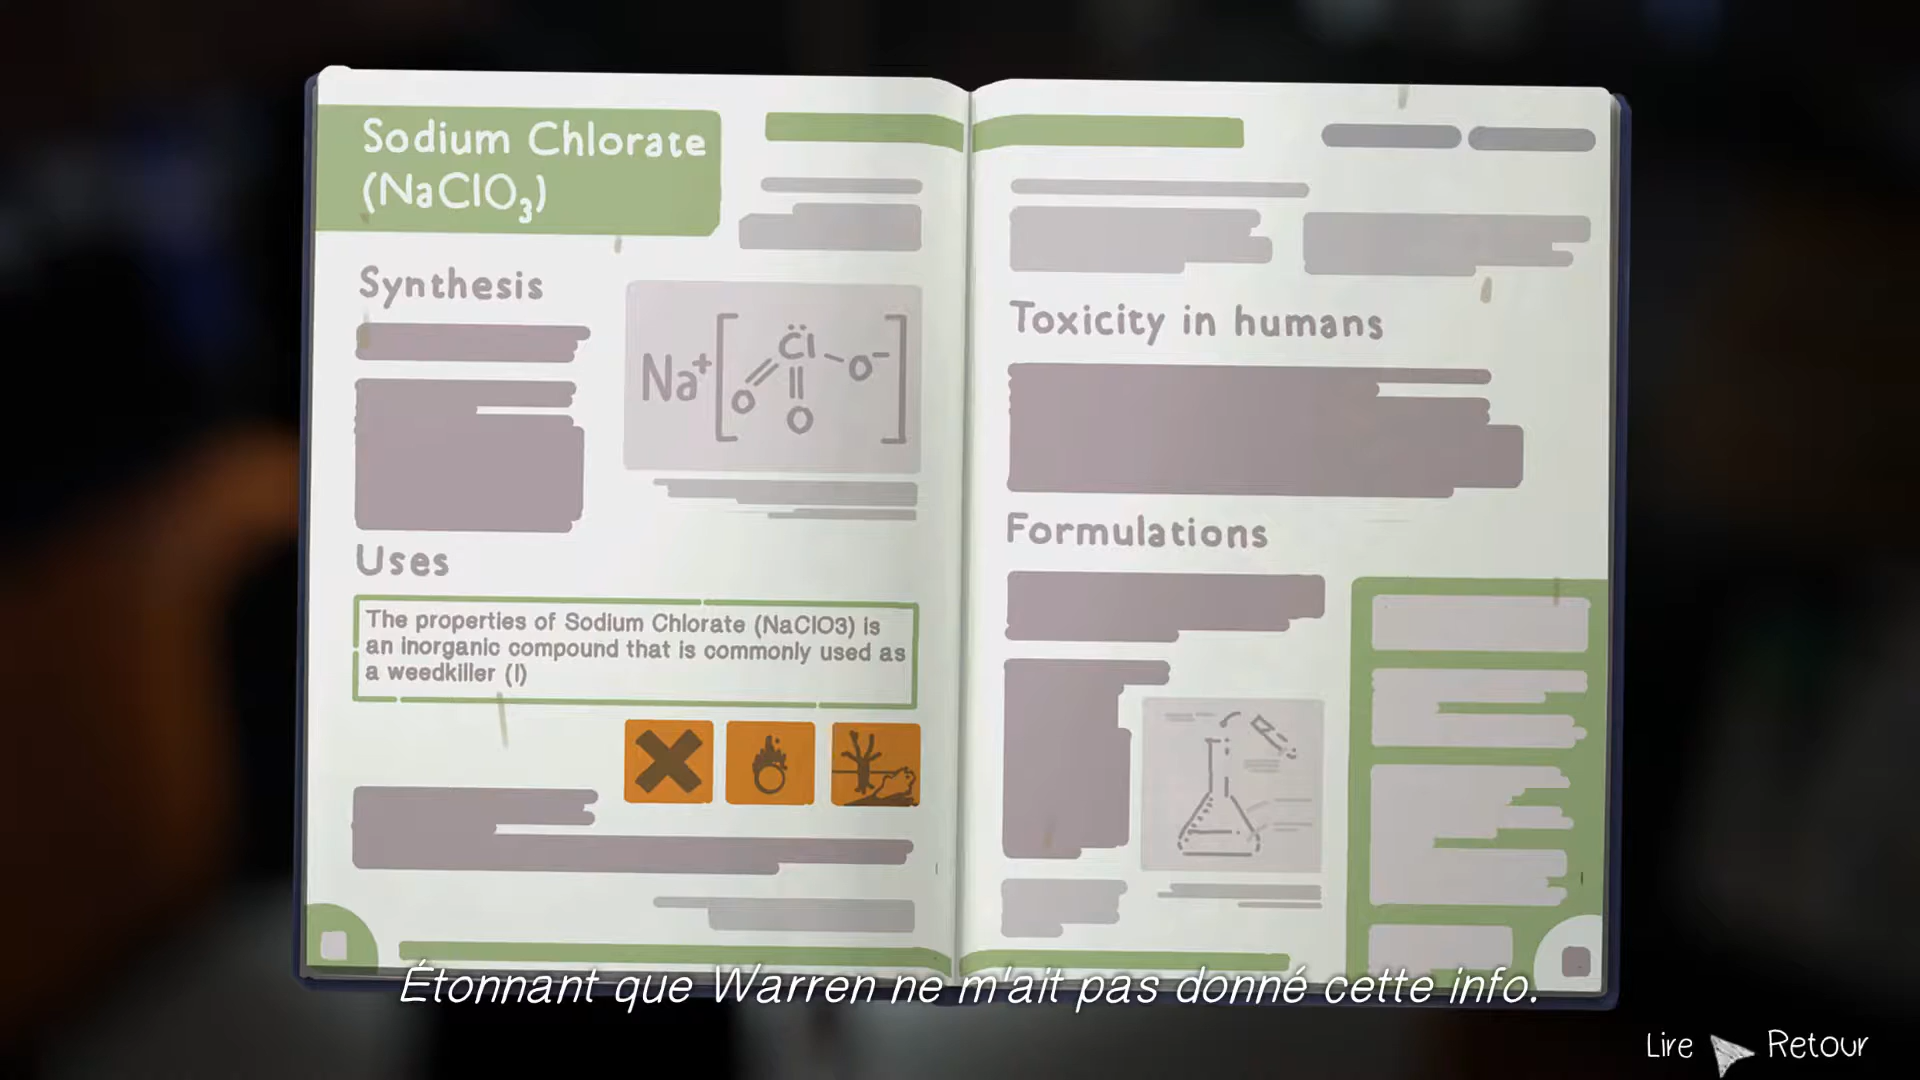 Sodium Chlorate
(NaClO₃)
Synthesis
Na⁺
Cl
O
O
O⁻
Uses
The properties of Sodium Chlorate (NaClO3) is
an inorganic compound that is commonly used as
a weedkiller (I)
Toxicity in humans
Formulations
Étonnant que Warren ne m'ait pas donné cette info.
Lire
Retour